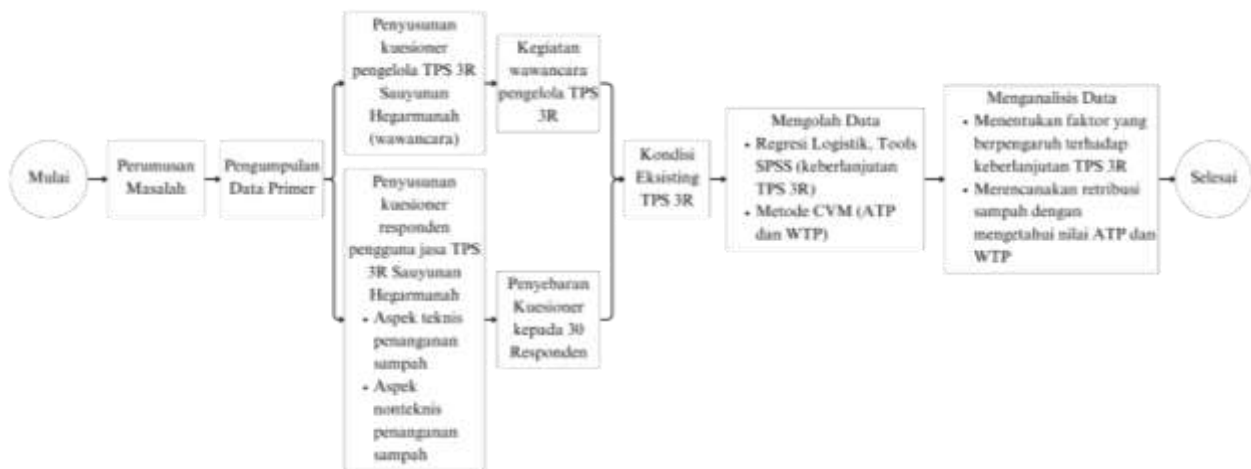 Mulai
Perumusan
Masalah
Pengumpulan
Data Primer
Penyusunan
kuesioner
pengelola TPS 3R
Sauyunan
Hegarmanah
(wawancara)
Kegiatan
wawancara
pengelola TPS
3R
Penyusunan
kuesioner
responden
pengguna jasa TPS
3R Sauyunan
Hegarmanah
• Aspek teknis
penanganan
sampah
• Aspek
nonteknis
penanganan
sampah
Penyebaran
Kuesioner
kepada 30
Responden
Kondisi
Eksisting
TPS 3R
Mengolah Data
• Regresi Logistik, Tools
SPSS (keberlanjutan
TPS 3R)
• Metode CVM (ATP
dan WTP)
Menganalisis Data
• Menentukan faktor yang
berpengaruh terhadap
keberlanjutan TPS 3R
• Merencanakan retribusi
sampah dengan
mengetahui nilai ATP dan
WTP
Selesai